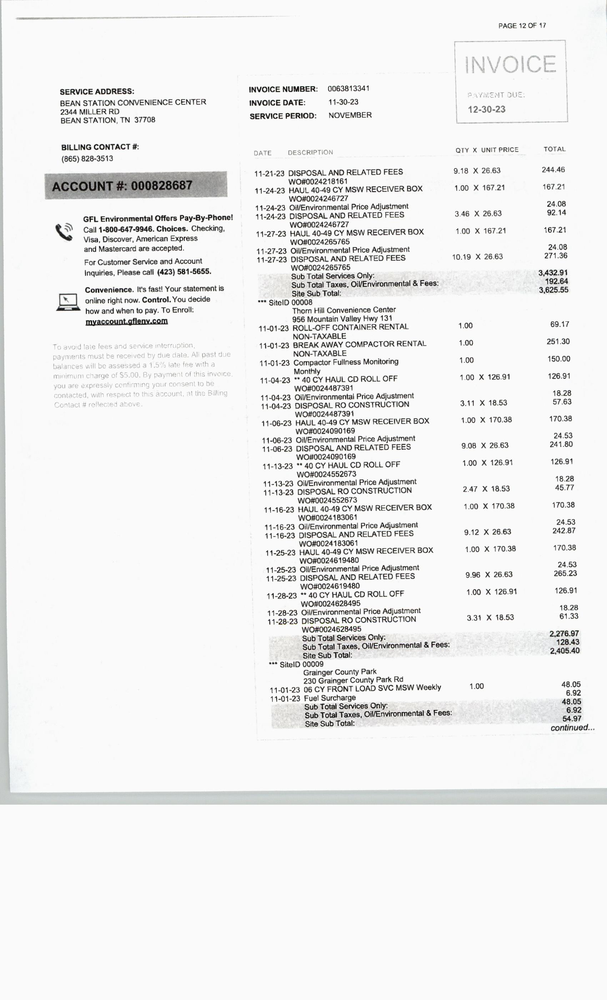 PAGE 12 OF 17
INVOICE
PAYMENT DUE:
12-30-23
SERVICE ADDRESS:
BEAN STATION CONVENIENCE CENTER
2344 MILLER RD
BEAN STATION, TN 37708
INVOICE NUMBER: 0063813341
INVOICE DATE: 11-30-23
SERVICE PERIOD: NOVEMBER
BILLING CONTACT #:
(865) 828-3513
ACCOUNT #: 000828687
GFL Environmental Offers Pay-By-Phone!
Call 1-800-647-9946. Choices. Checking,
Visa, Discover, American Express
and Mastercard are accepted.
For Customer Service and Account
Inquiries, Please call (423) 581-5655.
Convenience. It's fast! Your statement is
online right now. Control. You decide
how and when to pay. To Enroll:
myaccount.gflenv.com
To avoid late fees and service interruption,
payments must be received by due date. All past due
balances will be assessed a 1.5% late fee with a
minimum charge of $5.00. By payment of this invoice,
you are expressly confirming your consent to be
contacted, with respect to this account, at the Billing
Contact # reflected above.
DATE DESCRIPTION QTY X UNIT PRICE TOTAL
11-21-23 DISPOSAL AND RELATED FEES 9.18 X 26.63 244.46
WO#0024218161
11-24-23 HAUL 40-49 CY MSW RECEIVER BOX 1.00 X 167.21 167.21
WO#0024246727
11-24-23 Oil/Environmental Price Adjustment 24.08
11-24-23 DISPOSAL AND RELATED FEES 3.46 X 26.63 92.14
WO#0024246727
11-27-23 HAUL 40-49 CY MSW RECEIVER BOX 1.00 X 167.21 167.21
WO#0024265765
11-27-23 Oil/Environmental Price Adjustment 24.08
11-27-23 DISPOSAL AND RELATED FEES 10.19 X 26.63 271.36
WO#0024265765
Sub Total Services Only: 3,432.91
Sub Total Taxes, Oil/Environmental & Fees: 192.64
Site Sub Total: 3,625.55
*** SiteID 00008
Thorn Hill Convenience Center
956 Mountain Valley Hwy 131
11-01-23 ROLL-OFF CONTAINER RENTAL 1.00 69.17
NON-TAXABLE
11-01-23 BREAK AWAY COMPACTOR RENTAL 1.00 251.30
NON-TAXABLE
11-01-23 Compactor Fullness Monitoring 1.00 150.00
Monthly
11-04-23 ** 40 CY HAUL CD ROLL OFF 1.00 X 126.91 126.91
WO#0024487391
11-04-23 Oil/Environmental Price Adjustment 18.28
11-04-23 DISPOSAL RO CONSTRUCTION 3.11 X 18.53 57.63
WO#0024487391
11-06-23 HAUL 40-49 CY MSW RECEIVER BOX 1.00 X 170.38 170.38
WO#0024090169
11-06-23 Oil/Environmental Price Adjustment 24.53
11-06-23 DISPOSAL AND RELATED FEES 9.08 X 26.63 241.80
WO#0024090169
11-13-23 ** 40 CY HAUL CD ROLL OFF 1.00 X 126.91 126.91
WO#0024552673
11-13-23 Oil/Environmental Price Adjustment 18.28
11-13-23 DISPOSAL RO CONSTRUCTION 2.47 X 18.53 45.77
WO#0024552673
11-16-23 HAUL 40-49 CY MSW RECEIVER BOX 1.00 X 170.38 170.38
WO#0024183061
11-16-23 Oil/Environmental Price Adjustment 24.53
11-16-23 DISPOSAL AND RELATED FEES 9.12 X 26.63 242.87
WO#0024183061
11-25-23 HAUL 40-49 CY MSW RECEIVER BOX 1.00 X 170.38 170.38
WO#0024619480
11-25-23 Oil/Environmental Price Adjustment 24.53
11-25-23 DISPOSAL AND RELATED FEES 9.96 X 26.63 265.23
WO#0024619480
11-28-23 ** 40 CY HAUL CD ROLL OFF 1.00 X 126.91 126.91
WO#0024628495
11-28-23 Oil/Environmental Price Adjustment 18.28
11-28-23 DISPOSAL RO CONSTRUCTION 3.31 X 18.53 61.33
WO#0024628495
Sub Total Services Only: 2,276.97
Sub Total Taxes, Oil/Environmental & Fees: 128.43
Site Sub Total: 2,405.40
*** SiteID 00009
Grainger County Park
230 Grainger County Park Rd
11-01-23 06 CY FRONT LOAD SVC MSW Weekly 1.00 48.05
11-01-23 Fuel Surcharge 6.92
Sub Total Services Only: 48.05
Sub Total Taxes, Oil/Environmental & Fees: 6.92
Site Sub Total: 54.97
continued...